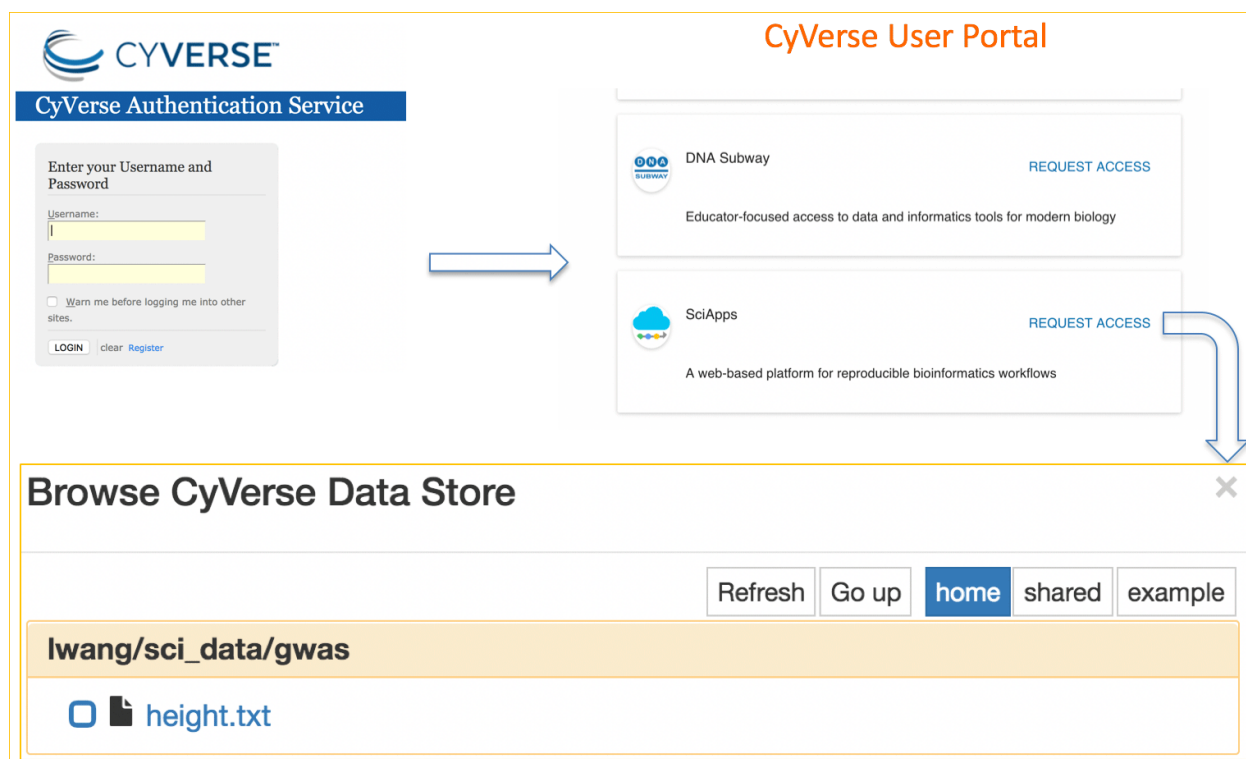 CYVERSE™
CyVerse Authentication Service
Enter your Username and
Password
Username:
Password:
Warn me before logging me into other
sites.
LOGIN clear Register
CyVerse User Portal
DNA
SUBWAY
DNA Subway
REQUEST ACCESS
Educator-focused access to data and informatics tools for modern biology
SciApps
REQUEST ACCESS
A web-based platform for reproducible bioinformatics workflows
Browse CyVerse Data Store
×
Refresh Go up home shared example
lwang/sci_data/gwas
height.txt